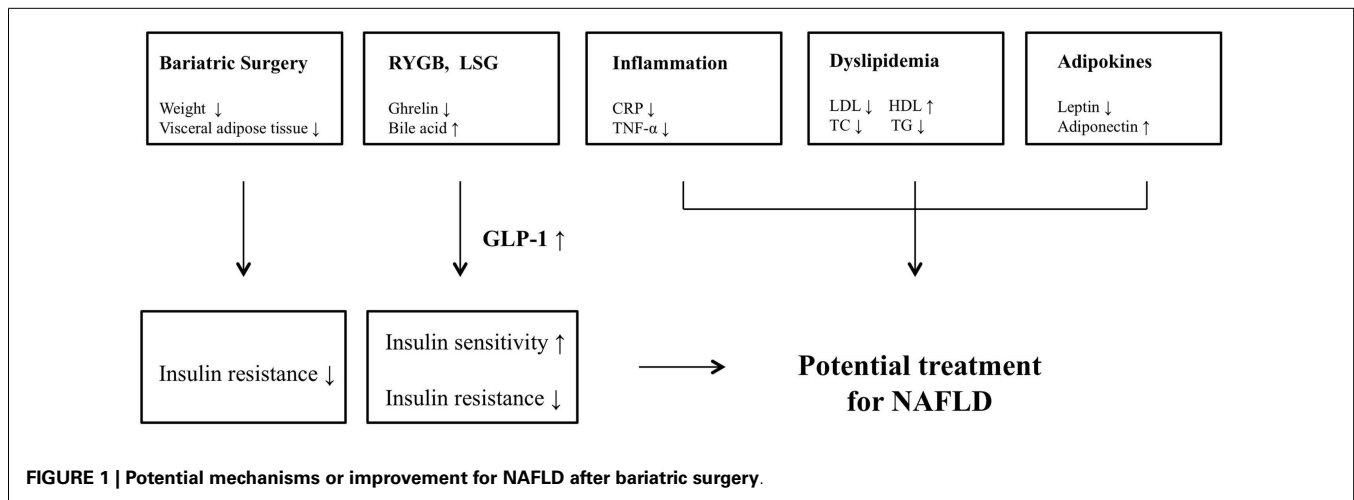 Bariatric Surgery
Weight ↓
Visceral adipose tissue ↓
RYGB, LSG
Ghrelin ↓
Bile acid ↑
Inflammation
CRP ↓
TNF-α ↓
Dyslipidemia
LDL ↓ HDL ↑
TC ↓ TG ↓
Adipokines
Leptin ↓
Adiponectin ↑
GLP-1 ↑
Insulin resistance ↓
Insulin sensitivity ↑
Insulin resistance ↓
Potential treatment
for NAFLD
FIGURE 1 | Potential mechanisms or improvement for NAFLD after bariatric surgery.